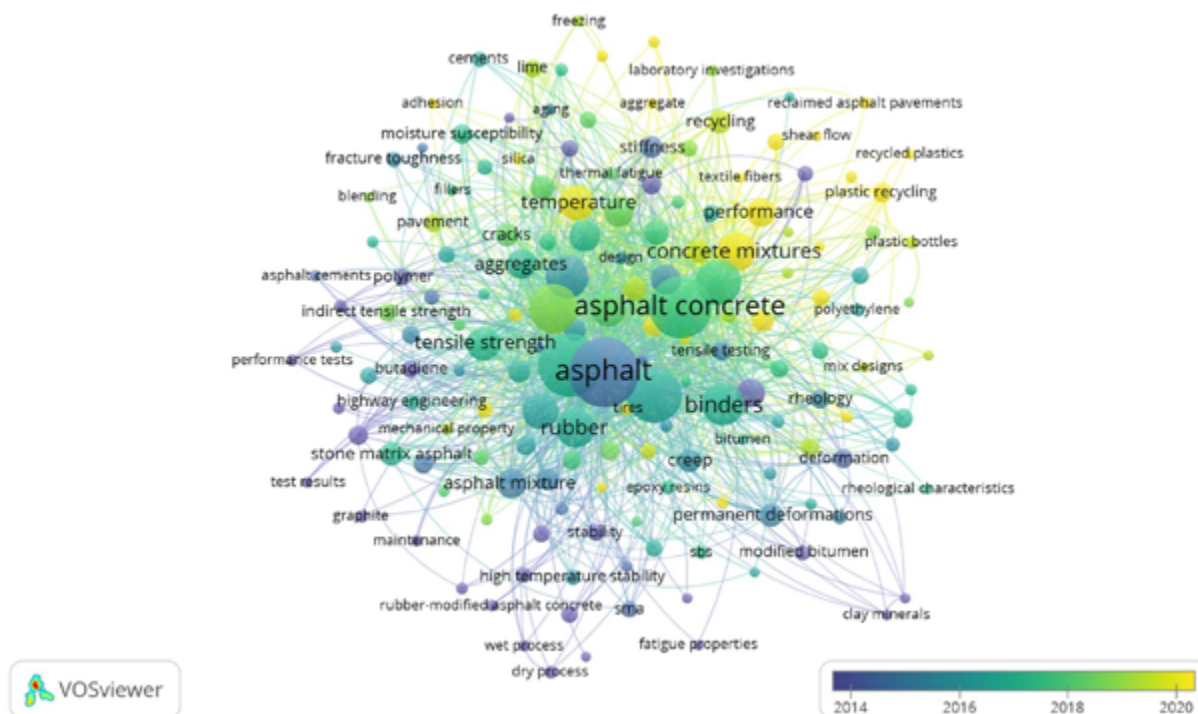 freezing
cements
lime
laboratory investigations
adhesion
aging
aggregate
reclaimed asphalt pavements
recycling
moisture susceptibility
stiffness
shear flow
fracture toughness
silica
recycled plastics
thermal fatigue
textile fibers
blending
fillers
plastic recycling
temperature
performance
pavement
cracks
plastic bottles
concrete mixtures
design
aggregates
asphalt cements
polymer
asphalt concrete
indirect tensile strength
polyethylene
tensile strength
tensile testing
performance tests
butadiene
asphalt
mix designs
highway engineering
tires
binders
rheology
mechanical property
rubber
bitumen
stone matrix asphalt
creep
deformation
test results
asphalt mixture
epoxy resins
rheological characteristics
graphite
permanent deformations
maintenance
stability
sbs
modified bitumen
high temperature stability
rubber-modified asphalt concrete
sma
clay minerals
wet process
fatigue properties
dry process
VOSviewer
2014
2016
2018
2020